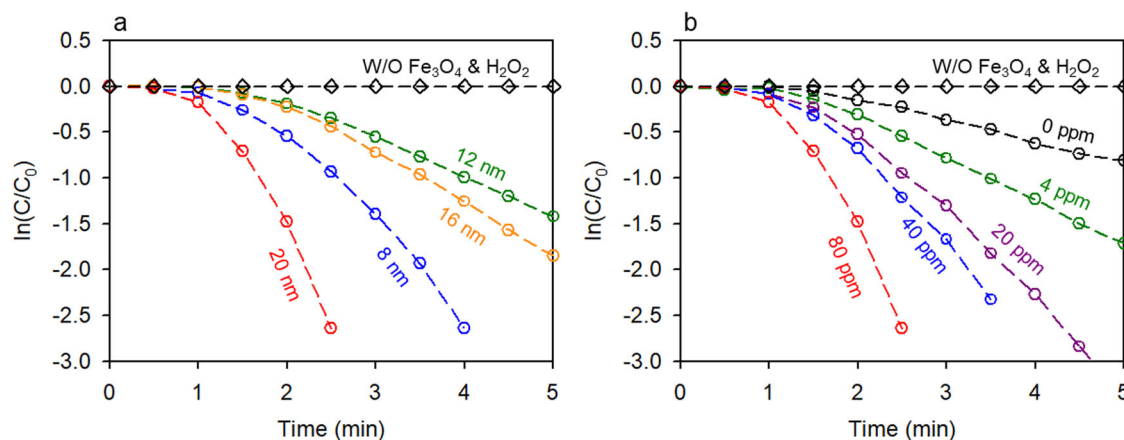 a
b
0.5
0.0
-0.5
-1.0
-1.5
-2.0
-2.5
-3.0
ln(C/C₀)
W/O Fe₃O₄ & H₂O₂
12 nm
16 nm
8 nm
20 nm
0 1 2 3 4 5
Time (min)
0.5
0.0
-0.5
-1.0
-1.5
-2.0
-2.5
-3.0
ln(C/C₀)
W/O Fe₃O₄ & H₂O₂
0 ppm
4 ppm
20 ppm
40 ppm
80 ppm
0 1 2 3 4 5
Time (min)